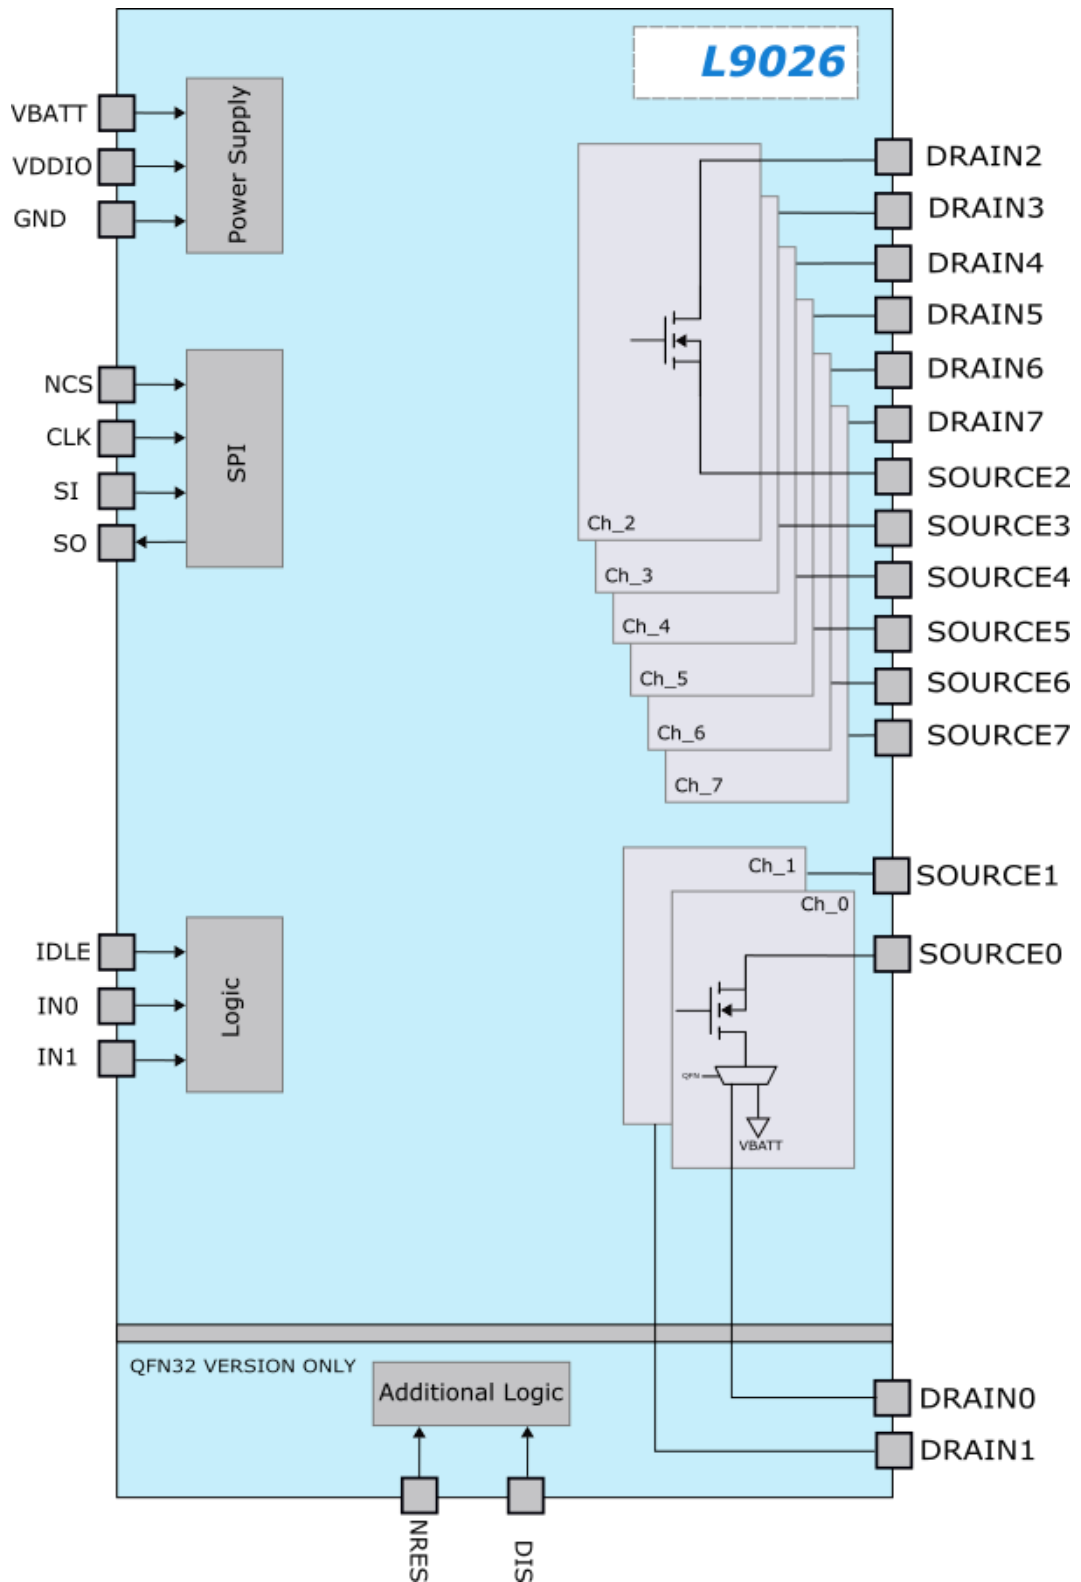 L9026
VBATT
VDDIO
GND
Power Supply
NCS
CLK
SI
SO
SPI
IDLE
IN0
IN1
Logic
DRAIN2
DRAIN3
DRAIN4
DRAIN5
DRAIN6
DRAIN7
SOURCE2
SOURCE3
SOURCE4
SOURCE5
SOURCE6
SOURCE7
Ch_2
Ch_3
Ch_4
Ch_5
Ch_6
Ch_7
Ch_1
Ch_0
SOURCE1
SOURCE0
QFN
VBATT
QFN32 VERSION ONLY
Additional Logic
DRAIN0
DRAIN1
NRES
DIS